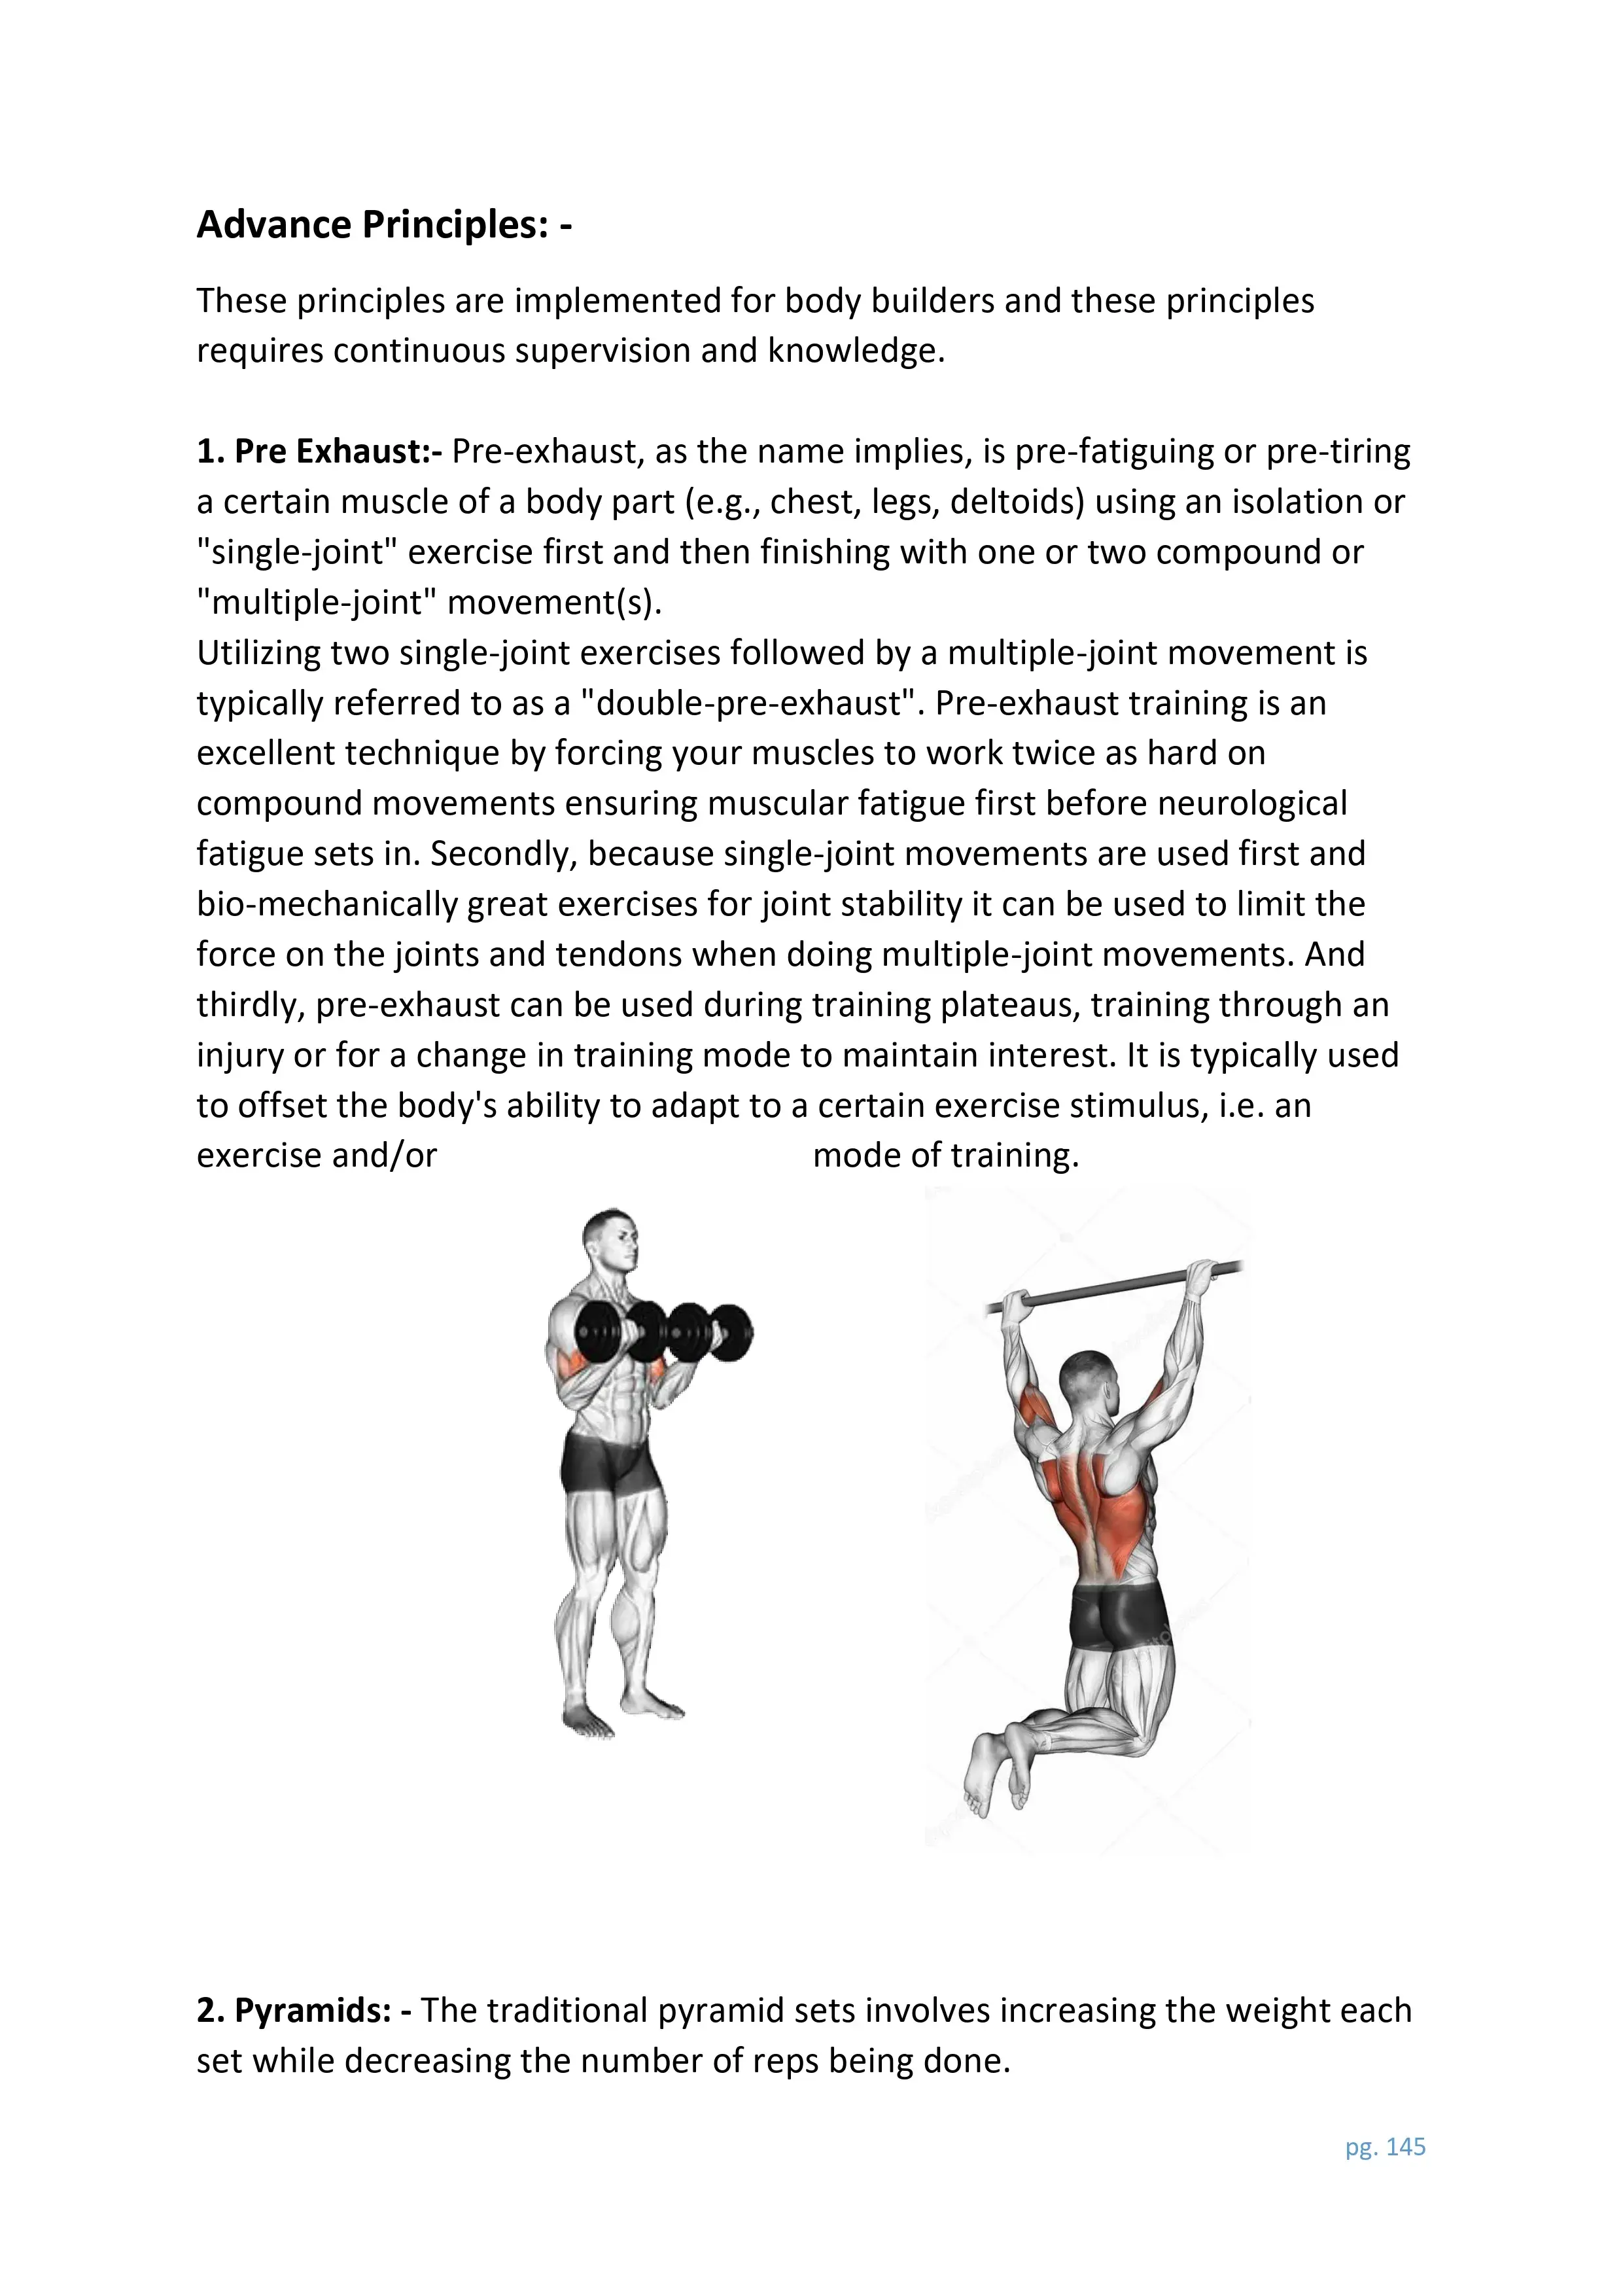 Advance Principles: -
These principles are implemented for body builders and these principles
requires continuous supervision and knowledge.
1. Pre Exhaust:- Pre-exhaust, as the name implies, is pre-fatiguing or pre-tiring
a certain muscle of a body part (e.g., chest, legs, deltoids) using an isolation or
"single-joint" exercise first and then finishing with one or two compound or
"multiple-joint" movement(s).
Utilizing two single-joint exercises followed by a multiple-joint movement is
typically referred to as a "double-pre-exhaust". Pre-exhaust training is an
excellent technique by forcing your muscles to work twice as hard on
compound movements ensuring muscular fatigue first before neurological
fatigue sets in. Secondly, because single-joint movements are used first and
bio-mechanically great exercises for joint stability it can be used to limit the
force on the joints and tendons when doing multiple-joint movements. And
thirdly, pre-exhaust can be used during training plateaus, training through an
injury or for a change in training mode to maintain interest. It is typically used
to offset the body's ability to adapt to a certain exercise stimulus, i.e. an
exercise and/or mode of training.
2. Pyramids: - The traditional pyramid sets involves increasing the weight each
set while decreasing the number of reps being done.
pg. 145